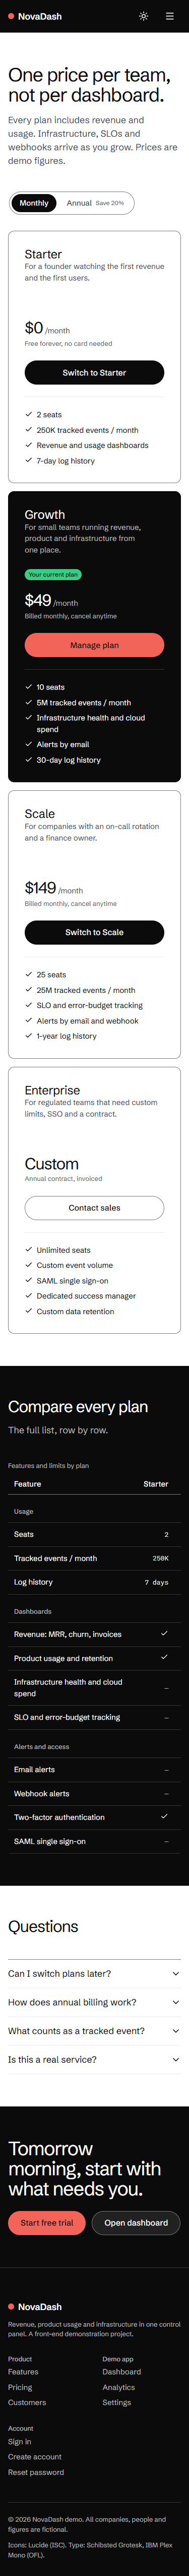 NovaDash
One price per team,
not per dashboard.
Every plan includes revenue and
usage. Infrastructure, SLOs and
webhooks arrive as you grow. Prices are
demo figures.
Monthly Annual Save 20%
Starter
For a founder watching the first revenue
and the first users.
$0 /month
Free forever, no card needed
Switch to Starter
2 seats
250K tracked events / month
Revenue and usage dashboards
7-day log history
Growth
For small teams running revenue,
product and infrastructure from
one place.
Your current plan
$49 /month
Billed monthly, cancel anytime
Manage plan
10 seats
5M tracked events / month
Infrastructure health and cloud
spend
Alerts by email
30-day log history
Scale
For companies with an on-call rotation
and a finance owner.
$149 /month
Billed monthly, cancel anytime
Switch to Scale
25 seats
25M tracked events / month
SLO and error-budget tracking
Alerts by email and webhook
1-year log history
Enterprise
For regulated teams that need custom
limits, SSO and a contract.
Custom
Annual contract, invoiced
Contact sales
Unlimited seats
Custom event volume
SAML single sign-on
Dedicated success manager
Custom data retention
Compare every plan
The full list, row by row.
Features and limits by plan
Feature Starter
Usage
Seats 2
Tracked events / month 250K
Log history 7 days
Dashboards
Revenue: MRR, churn, invoices
Product usage and retention
Infrastructure health and cloud
spend —
SLO and error-budget tracking —
Alerts and access
Email alerts —
Webhook alerts —
Two-factor authentication
SAML single sign-on —
Questions
Can I switch plans later?
How does annual billing work?
What counts as a tracked event?
Is this a real service?
Tomorrow
morning, start with
what needs you.
Start free trial Open dashboard
NovaDash
Revenue, product usage and infrastructure in one control
panel. A front-end demonstration project.
Product Demo app
Features Dashboard
Pricing Analytics
Customers Settings
Account
Sign in
Create account
Reset password
© 2026 NovaDash demo. All companies, people and
figures are fictional.
Icons: Lucide (ISC). Type: Schibsted Grotesk, IBM Plex
Mono (OFL).